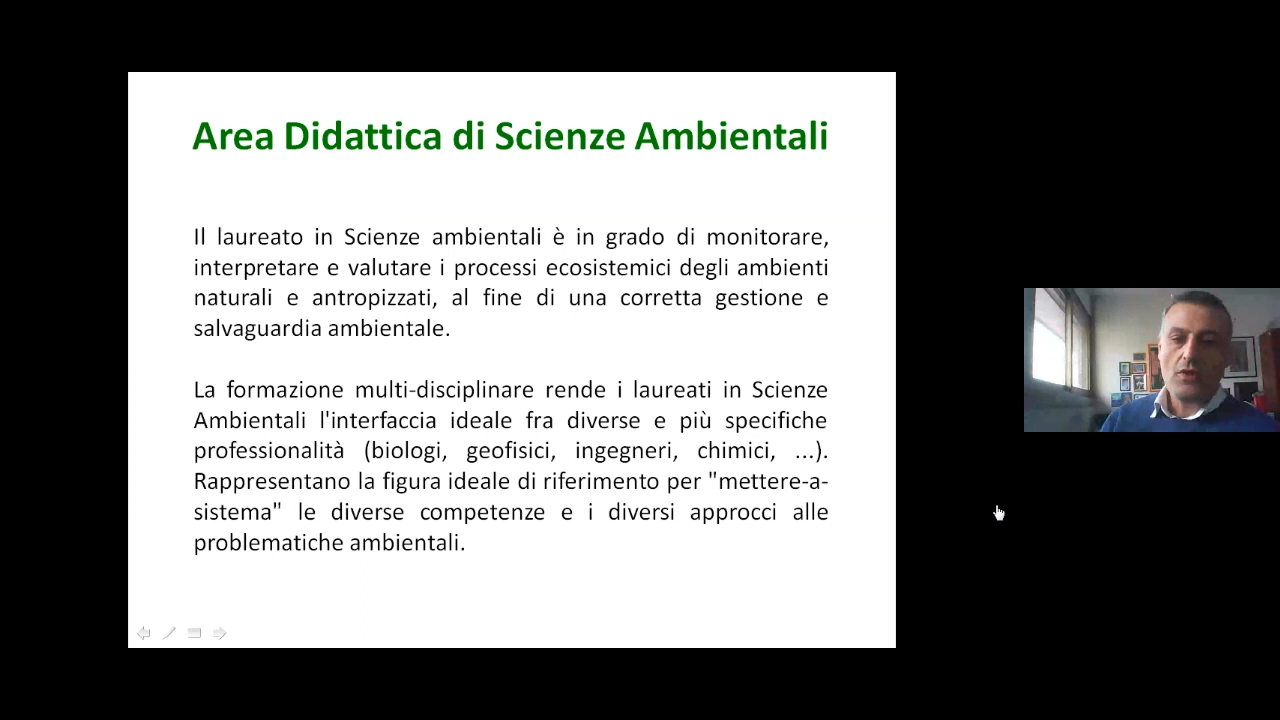 Area Didattica di Scienze Ambientali
Il laureato in Scienze ambientali è in grado di monitorare,
interpretare e valutare i processi ecosistemici degli ambienti
naturali e antropizzati, al fine di una corretta gestione e
salvaguardia ambientale.
La formazione multi-disciplinare rende i laureati in Scienze
Ambientali l'interfaccia ideale fra diverse e più specifiche
professionalità (biologi, geofisici, ingegneri, chimici, ...).
Rappresentano la figura ideale di riferimento per "mettere-a-
sistema" le diverse competenze e i diversi approcci alle
problematiche ambientali.